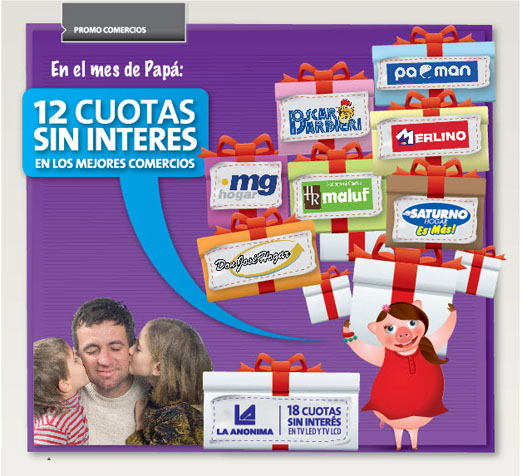 PROMO COMERCIOS
En el mes de Papá:
12 CUOTAS
SIN INTERES
EN LOS MEJORES COMERCIOS
pacman
OSCAR
BARBIERI
MERLINO
mg
hogar
HR
maluf
SATURNO
HOGAR
Es Más!
Don José Hogar
LA ANONIMA
18 CUOTAS
SIN INTERÉS
EN TV LED Y TV LCD